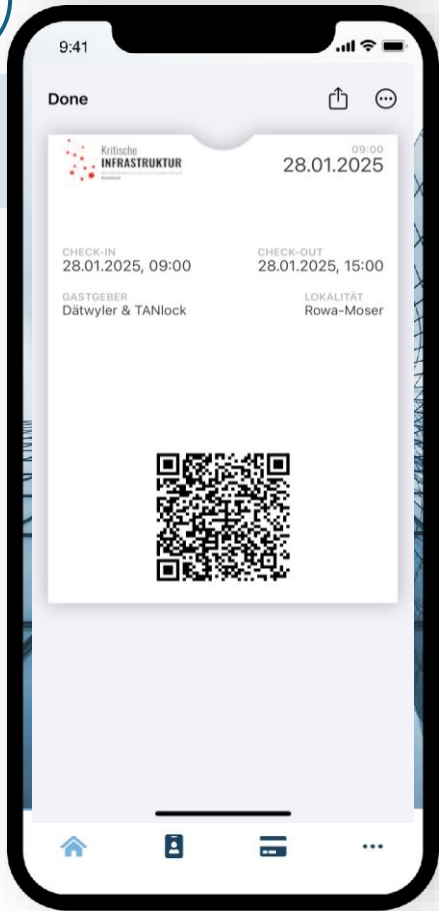 9:41
Done
Kritische
INFRASTRUKTUR
09:00
28.01.2025
CHECK-IN
28.01.2025, 09:00
CHECK-OUT
28.01.2025, 15:00
GASTGEBER
Dätwyler & TANlock
LOKALITÄT
Rowa-Moser